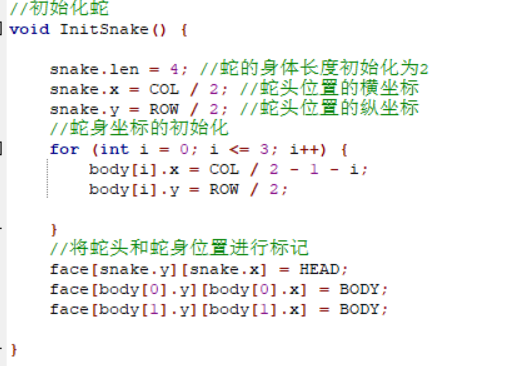 //初始化蛇
void InitSnake() {
snake.len = 4; //蛇的身体长度初始化为2
snake.x = COL / 2; //蛇头位置的横坐标
snake.y = ROW / 2; //蛇头位置的纵坐标
//蛇身坐标的初始化
for (int i = 0; i <= 3; i++) {
body[i].x = COL / 2 - 1 - i;
body[i].y = ROW / 2;
}
//将蛇头和蛇身位置进行标记
face[snake.y][snake.x] = HEAD;
face[body[0].y][body[0].x] = BODY;
face[body[1].y][body[1].x] = BODY;
}